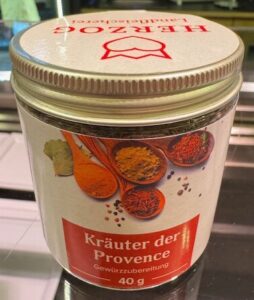 HERZOG
Landfleischerei
Kräuter der
Provence
Gewürzzubereitung
40 g